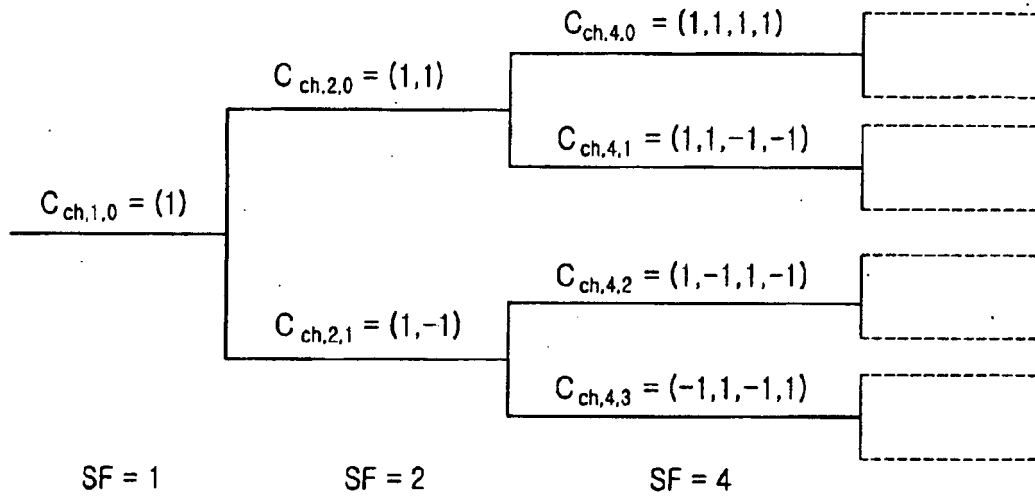 C ch,4,0 = (1,1,1,1)
C ch,2,0 = (1,1)
C ch,4,1 = (1,1,-1,-1)
C ch,1,0 = (1)
C ch,4,2 = (1,-1,1,-1)
C ch,2,1 = (1,-1)
C ch,4,3 = (-1,1,-1,1)
SF = 1 SF = 2 SF = 4